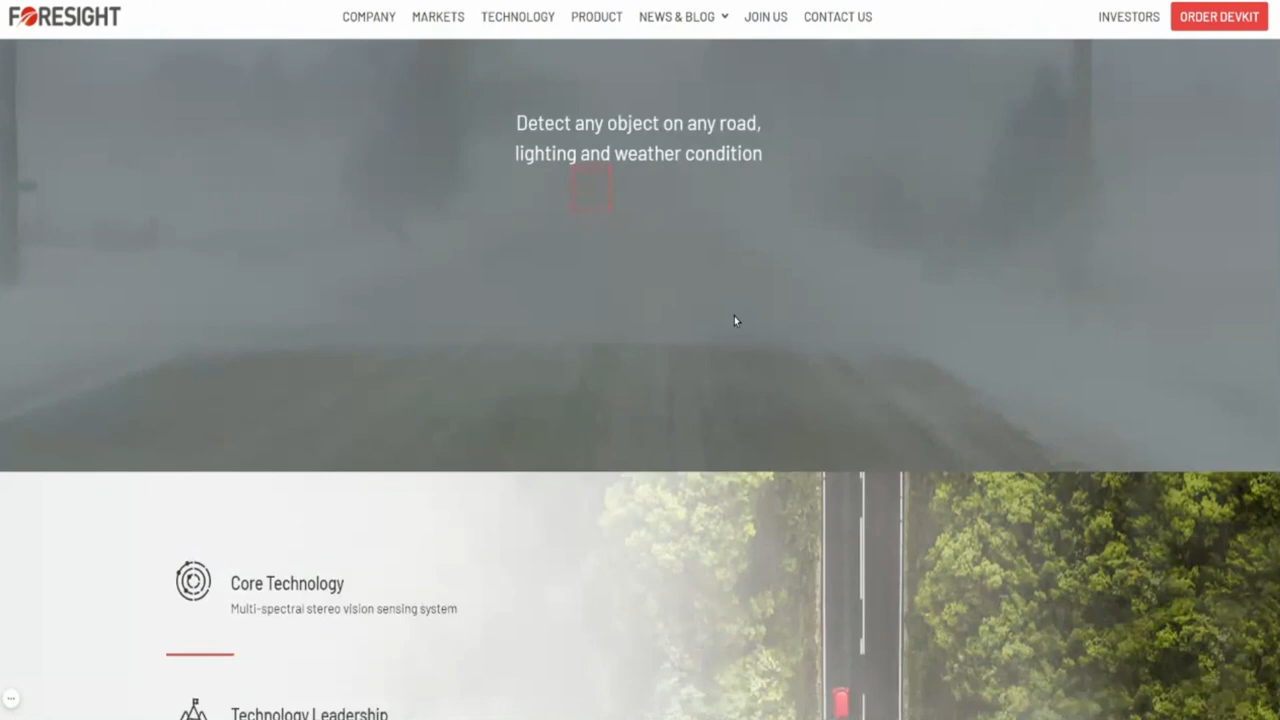 FORESIGHT
COMPANY MARKETS TECHNOLOGY PRODUCT NEWS & BLOG JOIN US CONTACT US INVESTORS ORDER DEVKIT
Detect any object on any road,
lighting and weather condition
Core Technology
Multi-spectral stereo vision sensing system
Technology Leadership